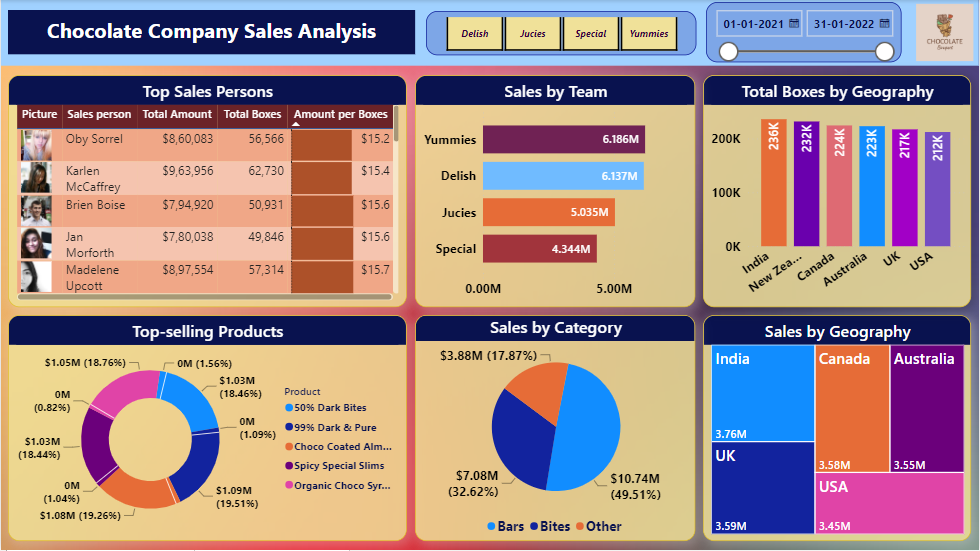 Chocolate Company Sales Analysis
Delish
Jucies
Special
Yummies
01-01-2021
31-01-2022
CHOCOLATE
Top Sales Persons
Picture Sales person Total Amount Total Boxes Amount per Boxes
Oby Sorrel $8,60,083 56,566 $15.2
Karlen
McCaffrey $9,63,956 62,730 $15.4
Brien Boise $7,94,920 50,931 $15.6
Jan
Morforth $7,80,038 49,846 $15.6
Madelene
Upcott $8,97,554 57,314 $15.7
Sales by Team
Yummies 6.186M
Delish 6.137M
Jucies 5.035M
Special 4.344M
0.00M 5.00M
Total Boxes by Geography
200K
100K
0K
236K
232K
224K
223K
217K
212K
India
New Zea...
Canada
Australia
UK
USA
Top-selling Products
$1.05M (18.76%)
0M (1.56%)
$1.03M
(18.46%)
0M
(1.09%)
$1.09M
(19.51%)
$1.08M (19.26%)
0M
(1.04%)
$1.03M
(18.44%)
0M
(0.82%)
Product
50% Dark Bites
99% Dark & Pure
Choco Coated Alm...
Spicy Special Slims
Organic Choco Syr...
Sales by Category
$3.88M (17.87%)
$7.08M
(32.62%)
$10.74M
(49.51%)
Bars Bites Other
Sales by Geography
India
3.76M
UK
3.59M
Canada
3.58M
Australia
3.55M
USA
3.45M